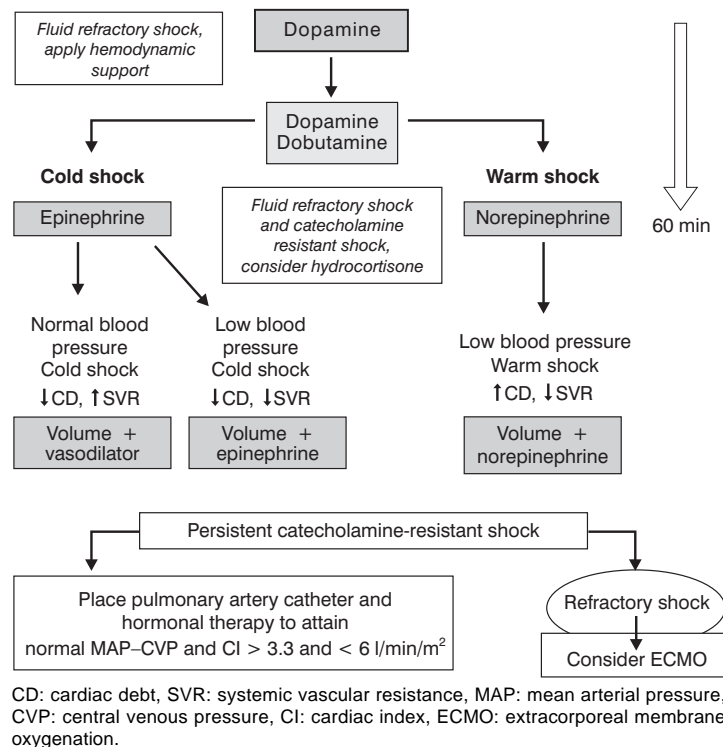 Fluid refractory shock,
apply hemodynamic
support
Dopamine
Dopamine
Dobutamine
Cold shock
Warm shock
Epinephrine
Fluid refractory shock
and catecholamine
resistant shock,
consider hydrocortisone
Norepinephrine
60 min
Normal blood
pressure
Cold shock
↓CD, ↑SVR
Volume +
vasodilator
Low blood
pressure
Cold shock
↓CD, ↓SVR
Volume +
epinephrine
Low blood pressure
Warm shock
↑CD, ↓SVR
Volume +
norepinephrine
Persistent catecholamine-resistant shock
Place pulmonary artery catheter and
hormonal therapy to attain
normal MAP–CVP and CI > 3.3 and < 6 l/min/m²
Refractory shock
Consider ECMO
CD: cardiac debt, SVR: systemic vascular resistance, MAP: mean arterial pressure,
CVP: central venous pressure, CI: cardiac index, ECMO: extracorporeal membrane
oxygenation.